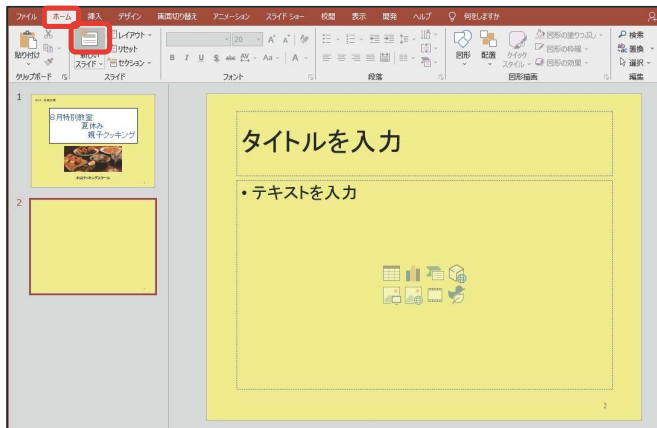 ファイル ホーム 挿入 デザイン 画面切り替え アニメーション スライド ショー 校閲 表示 開発 ヘルプ 何をしますか
貼り付け
新しい
スライド
レイアウト
リセット
セクション
20
B I U S abc AV Aa A
図形
配置
クイック
スタイル
図形の塗りつぶし
図形の枠線
図形の効果
検索
置換
選択
クリップボード スライド フォント 段落 図形描画 編集
1
8月特別教室
夏休み
親子クッキング
2
タイトルを入力
• テキストを入力
2